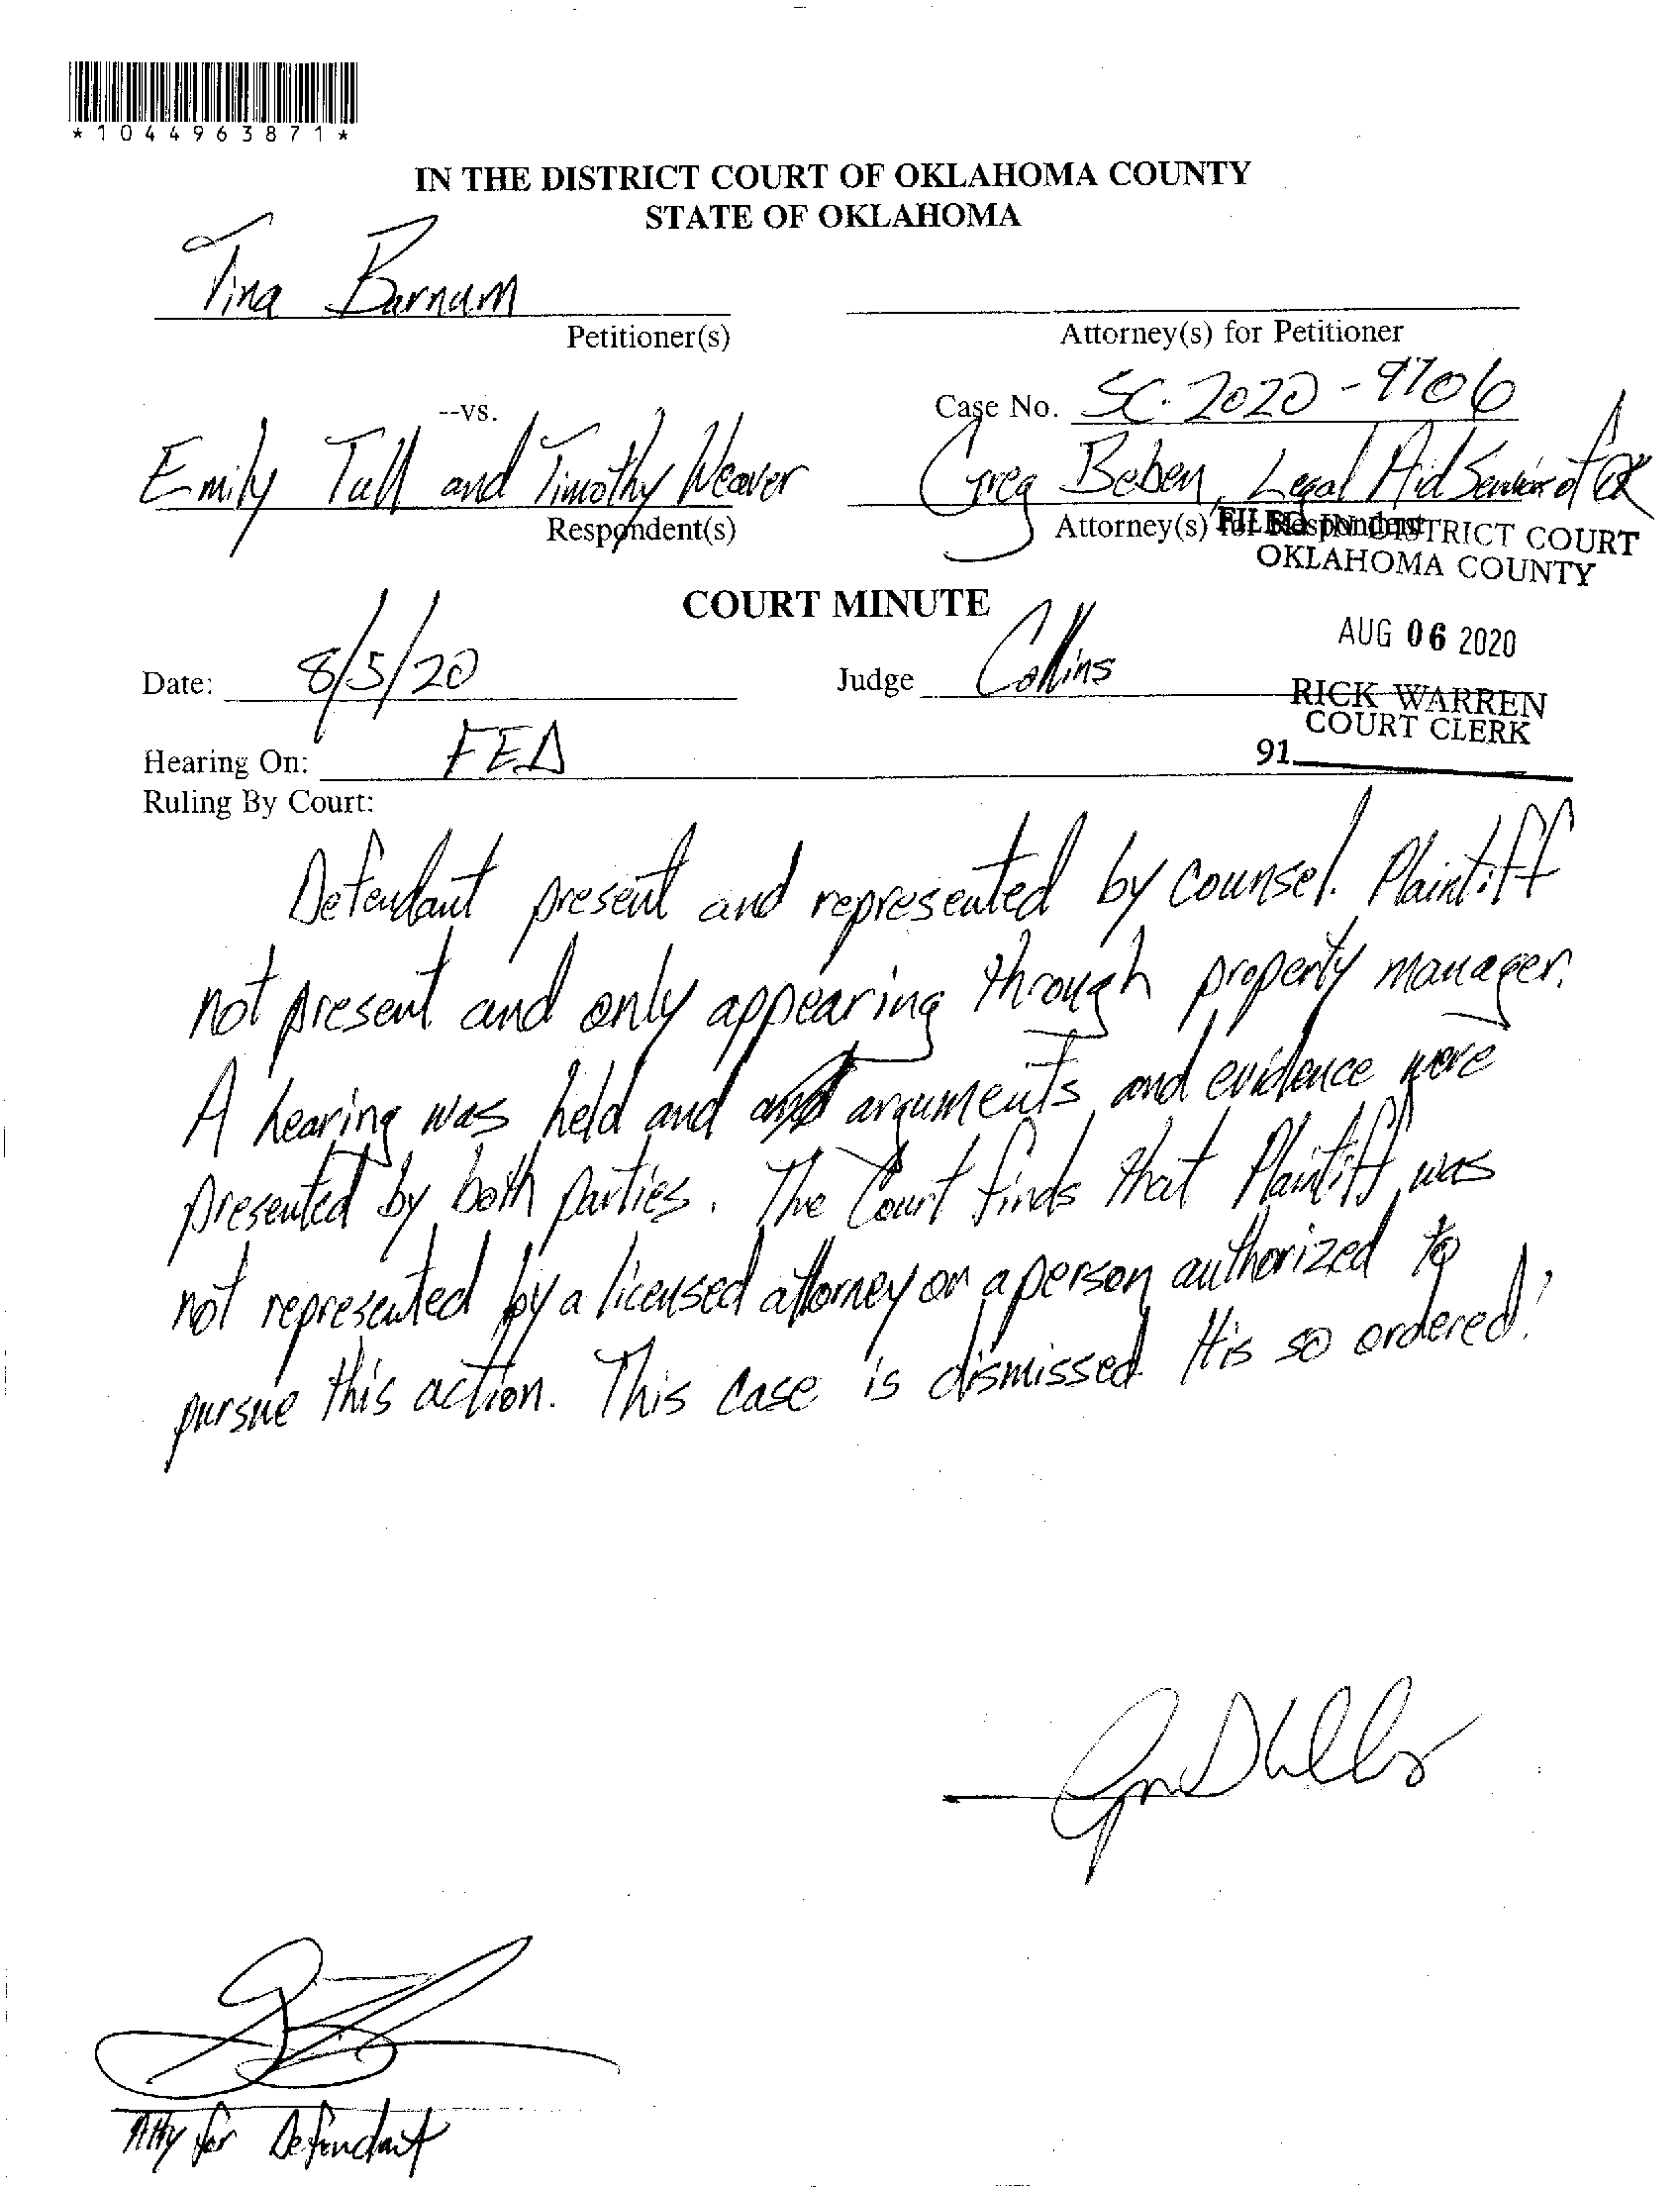 *1044963871*
IN THE DISTRICT COURT OF OKLAHOMA COUNTY
STATE OF OKLAHOMA
Tina Barnum
Petitioner(s)
Attorney(s) for Petitioner
--vs.
Case No. SC-2020-9706
Emily Tull and Timothy Weaver
Respondent(s)
Greg Beben, Legal Aid Services of OK
Attorney(s) for Respondent
FILED IN DISTRICT COURT
OKLAHOMA COUNTY
COURT MINUTE
AUG 06 2020
Date: 8/5/20
Judge Collins
RICK WARREN
COURT CLERK
91
Hearing On: FED
Ruling By Court:
Defendant present and represented by counsel. Plaintiff
not present and only appearing through property manager.
A hearing was held and and arguments and evidence were
presented by both parties. The Court finds that Plaintiff was
not represented by a licensed attorney or a person authorized to
pursue this action. This case is dismissed. It is so ordered.
Atty for Defendant